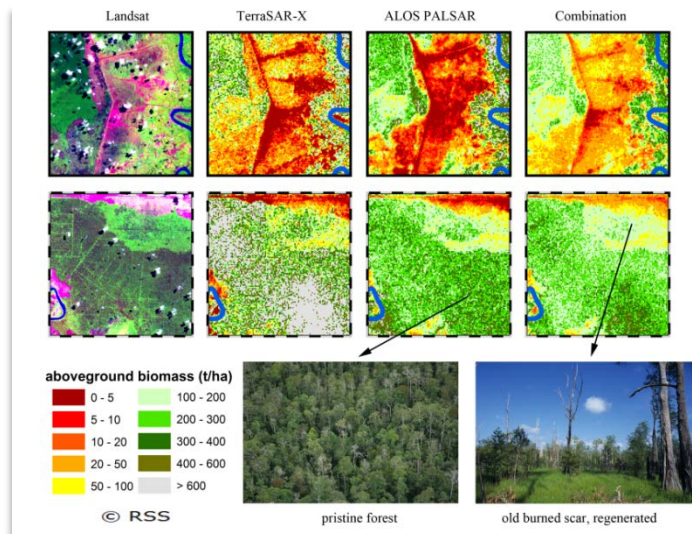 Landsat
TerraSAR-X
ALOS PALSAR
Combination
aboveground biomass (t/ha)
0 - 5
5 - 10
10 - 20
20 - 50
50 - 100
100 - 200
200 - 300
300 - 400
400 - 600
> 600
© RSS
pristine forest
old burned scar, regenerated